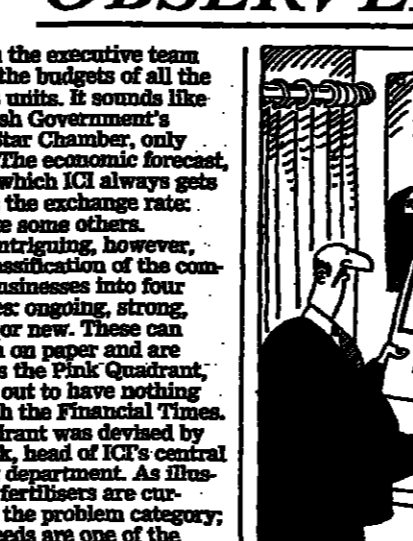 OBSERVER
the executive team
the budgets of all the
units. It sounds like
sh Government's
Star Chamber, only
The economic forecast,
which ICI always gets
the exchange rate:
e some others.
ntriguing, however,
assification of the com-
usinesses into four
es: ongoing, strong,
or new. These can
n on paper and are
s the Pink Quadrant,
out to have nothing
h the Financial Times.
drant was devised by
k, head of ICI's central
department. As illus-
fertilisers are cur-
the problem category;
eeds are one of the